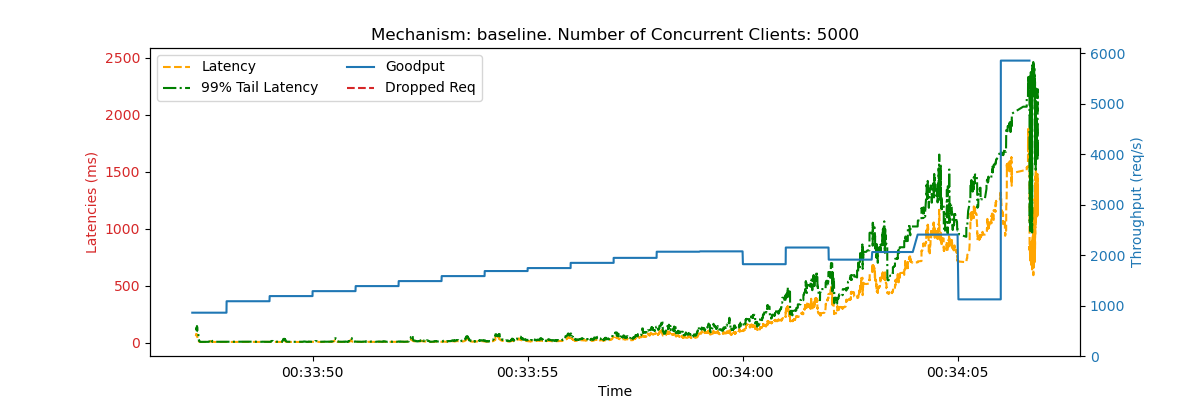 Mechanism: baseline. Number of Concurrent Clients: 5000
Latency
99% Tail Latency
Goodput
Dropped Req
Latencies (ms)
2500
2000
1500
1000
500
0
Throughput (req/s)
6000
5000
4000
3000
2000
1000
0
00:33:50
00:33:55
00:34:00
00:34:05
Time